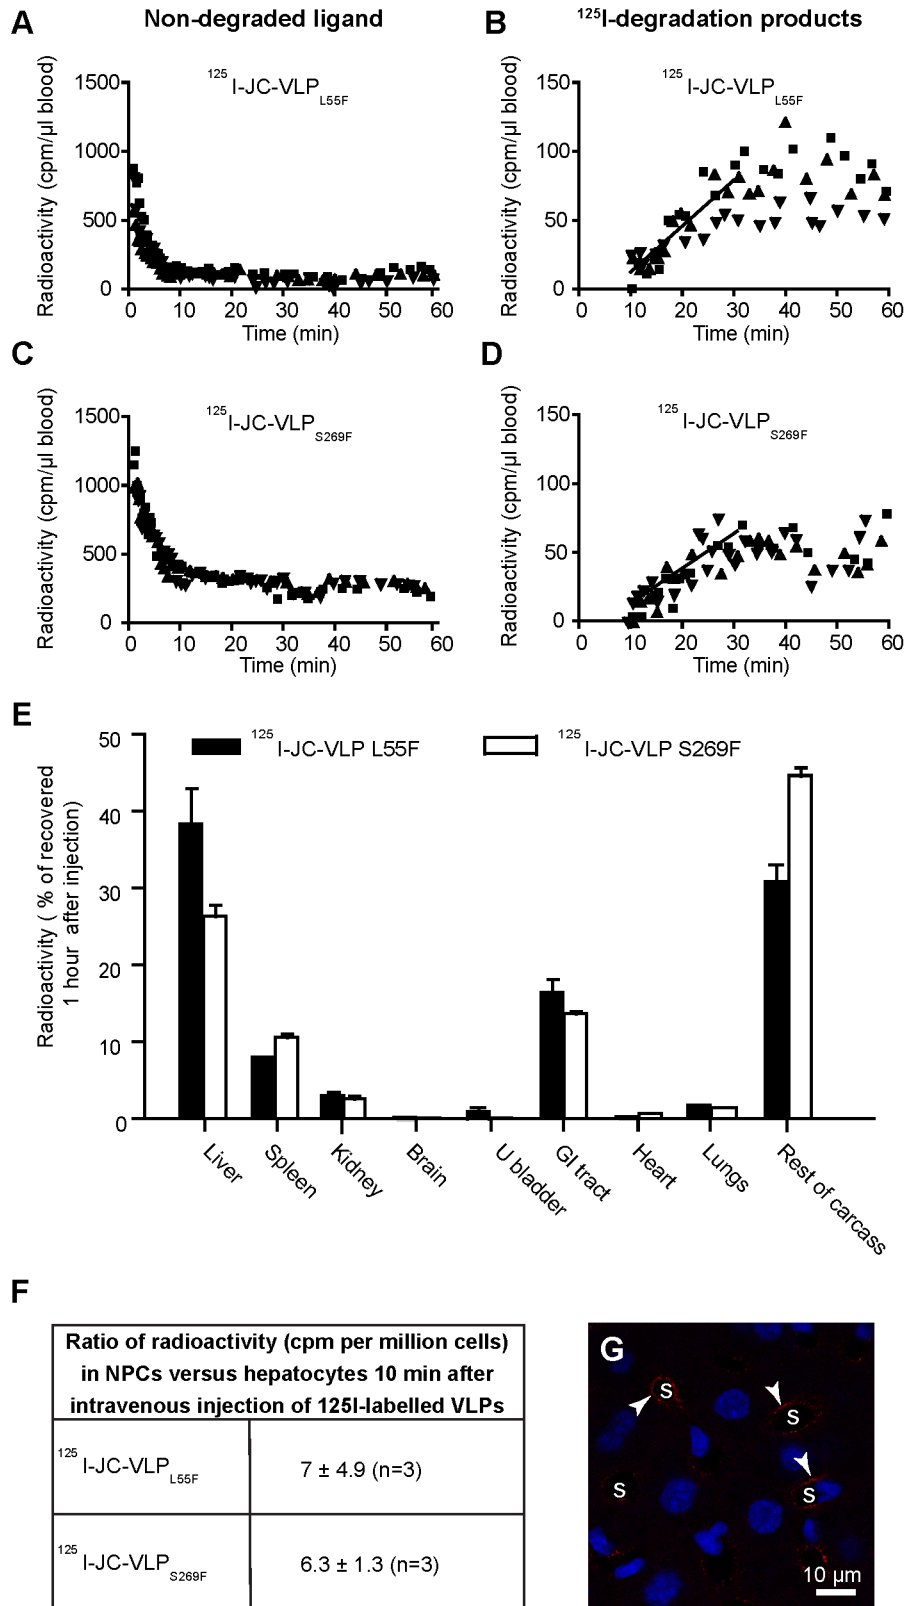 A Non-degraded ligand
B 125I-degradation products
125I-JC-VLPL55F
Radioactivity (cpm/µl blood)
1500
1000
500
0
0 10 20 30 40 50 60
Time (min)
125I-JC-VLPL55F
Radioactivity (cpm/µl blood)
150
100
50
0
0 10 20 30 40 50 60
Time (min)
C
125I-JC-VLPS269F
Radioactivity (cpm/µl blood)
1500
1000
500
0
0 10 20 30 40 50 60
Time (min)
D
125I-JC-VLPS269F
Radioactivity (cpm/µl blood)
150
100
50
0
0 10 20 30 40 50 60
Time (min)
E
125I-JC-VLP L55F
125I-JC-VLP S269F
Radioactivity ( % of recovered
1 hour after injection)
50
40
30
20
10
0
Liver
Spleen
Kidney
Brain
U bladder
GI tract
Heart
Lungs
Rest of carcass
F
Ratio of radioactivity (cpm per million cells)
in NPCs versus hepatocytes 10 min after
intravenous injection of 125I-labelled VLPs
125I-JC-VLPL55F 7 ± 4.9 (n=3)
125I-JC-VLPS269F 6.3 ± 1.3 (n=3)
G
S
S
S
S
10 µm